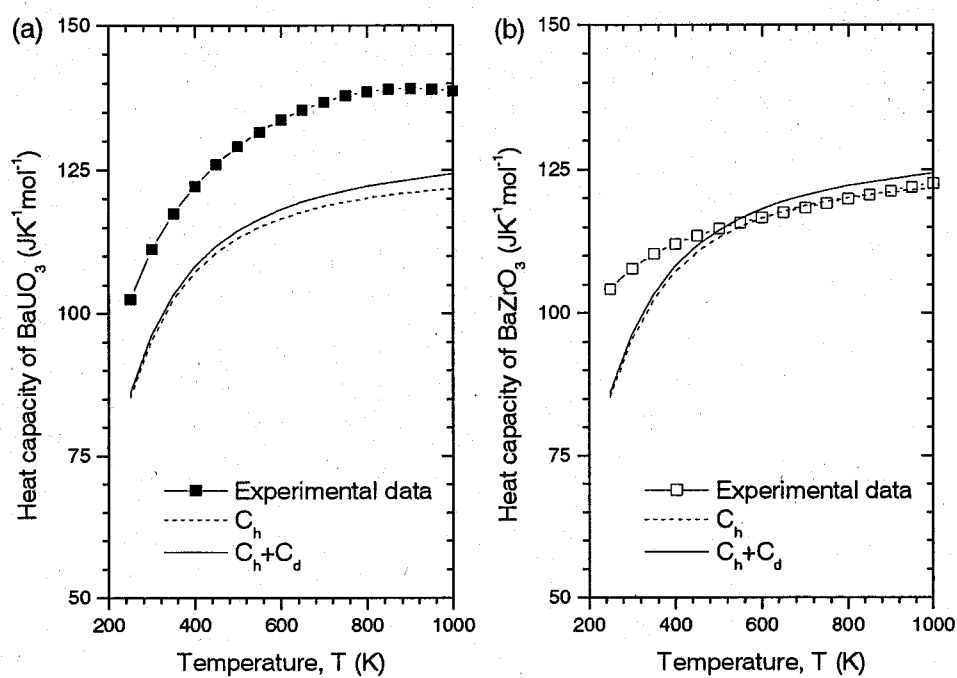 (a)
Heat capacity of BaUO₃ (JK⁻¹mol⁻¹)
150
125
100
75
50
Experimental data
Cₕ
Cₕ+C_d
200 400 600 800 1000
Temperature, T (K)
(b)
Heat capacity of BaZrO₃ (JK⁻¹mol⁻¹)
150
125
100
75
50
Experimental data
Cₕ
Cₕ+C_d
200 400 600 800 1000
Temperature, T (K)